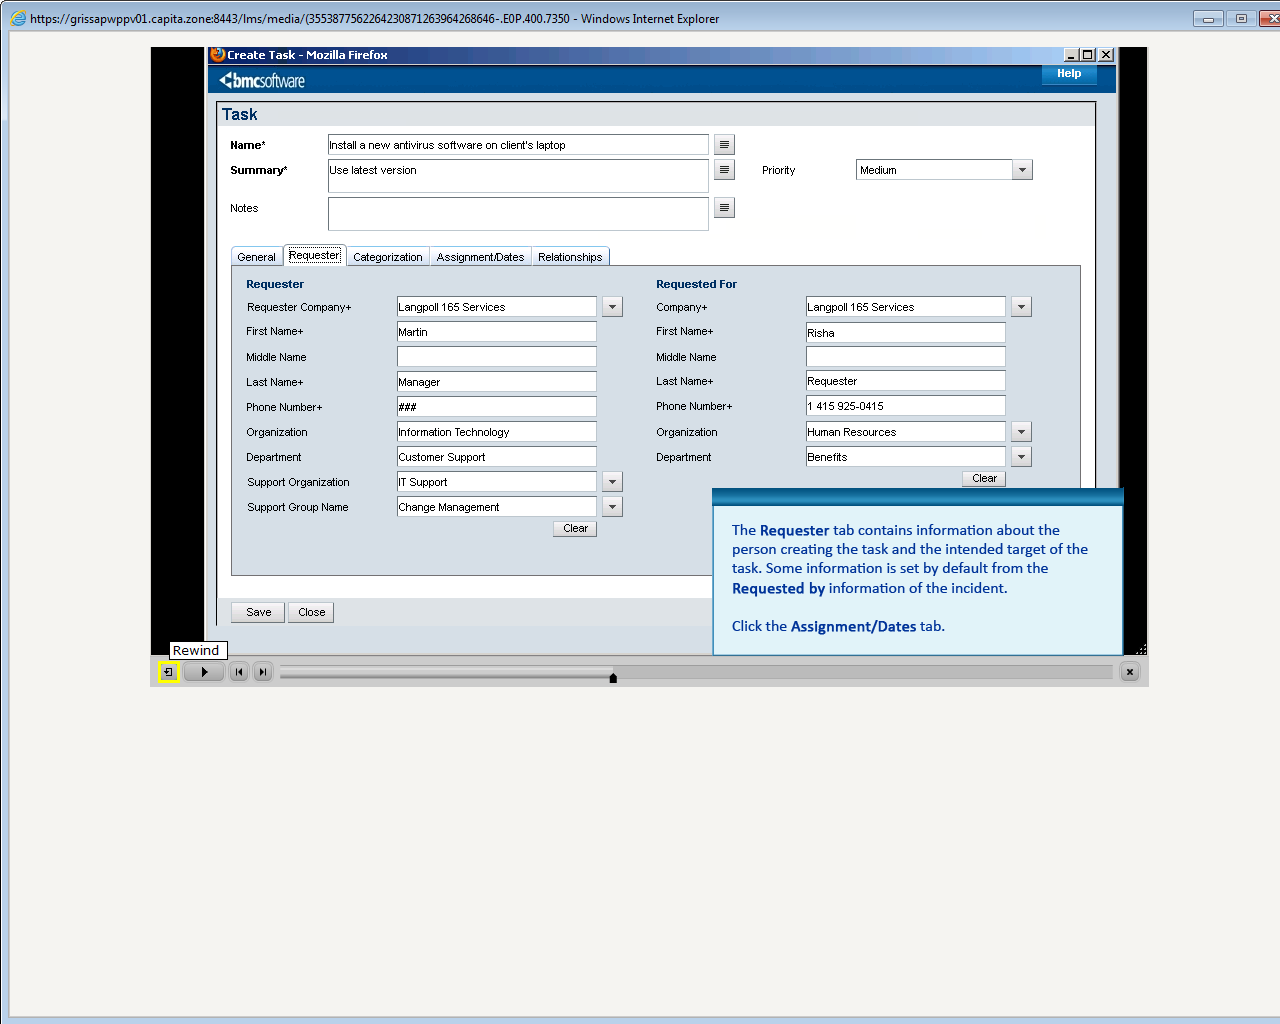 https://grissapwppv01.capita.zone:8443/lms/media/(3553877562264230871263964268646-.E0P.400.7350 - Windows Internet Explorer
Create Task - Mozilla Firefox
bmcsoftware
Help
Task
Name*
Install a new antivirus software on client's laptop
Summary*
Use latest version
Priority
Medium
Notes
General
Requester
Categorization
Assignment/Dates
Relationships
Requester
Requested For
Requester Company+
Langpoll 165 Services
Company+
Langpoll 165 Services
First Name+
Martin
First Name+
Risha
Middle Name
Middle Name
Last Name+
Manager
Last Name+
Requester
Phone Number+
###
Phone Number+
1 415 925-0415
Organization
Information Technology
Organization
Human Resources
Department
Customer Support
Department
Benefits
Support Organization
IT Support
Clear
Support Group Name
Change Management
Clear
The Requester tab contains information about the
person creating the task and the intended target of the
task. Some information is set by default from the
Requested by information of the incident.
Click the Assignment/Dates tab.
Save
Close
Rewind